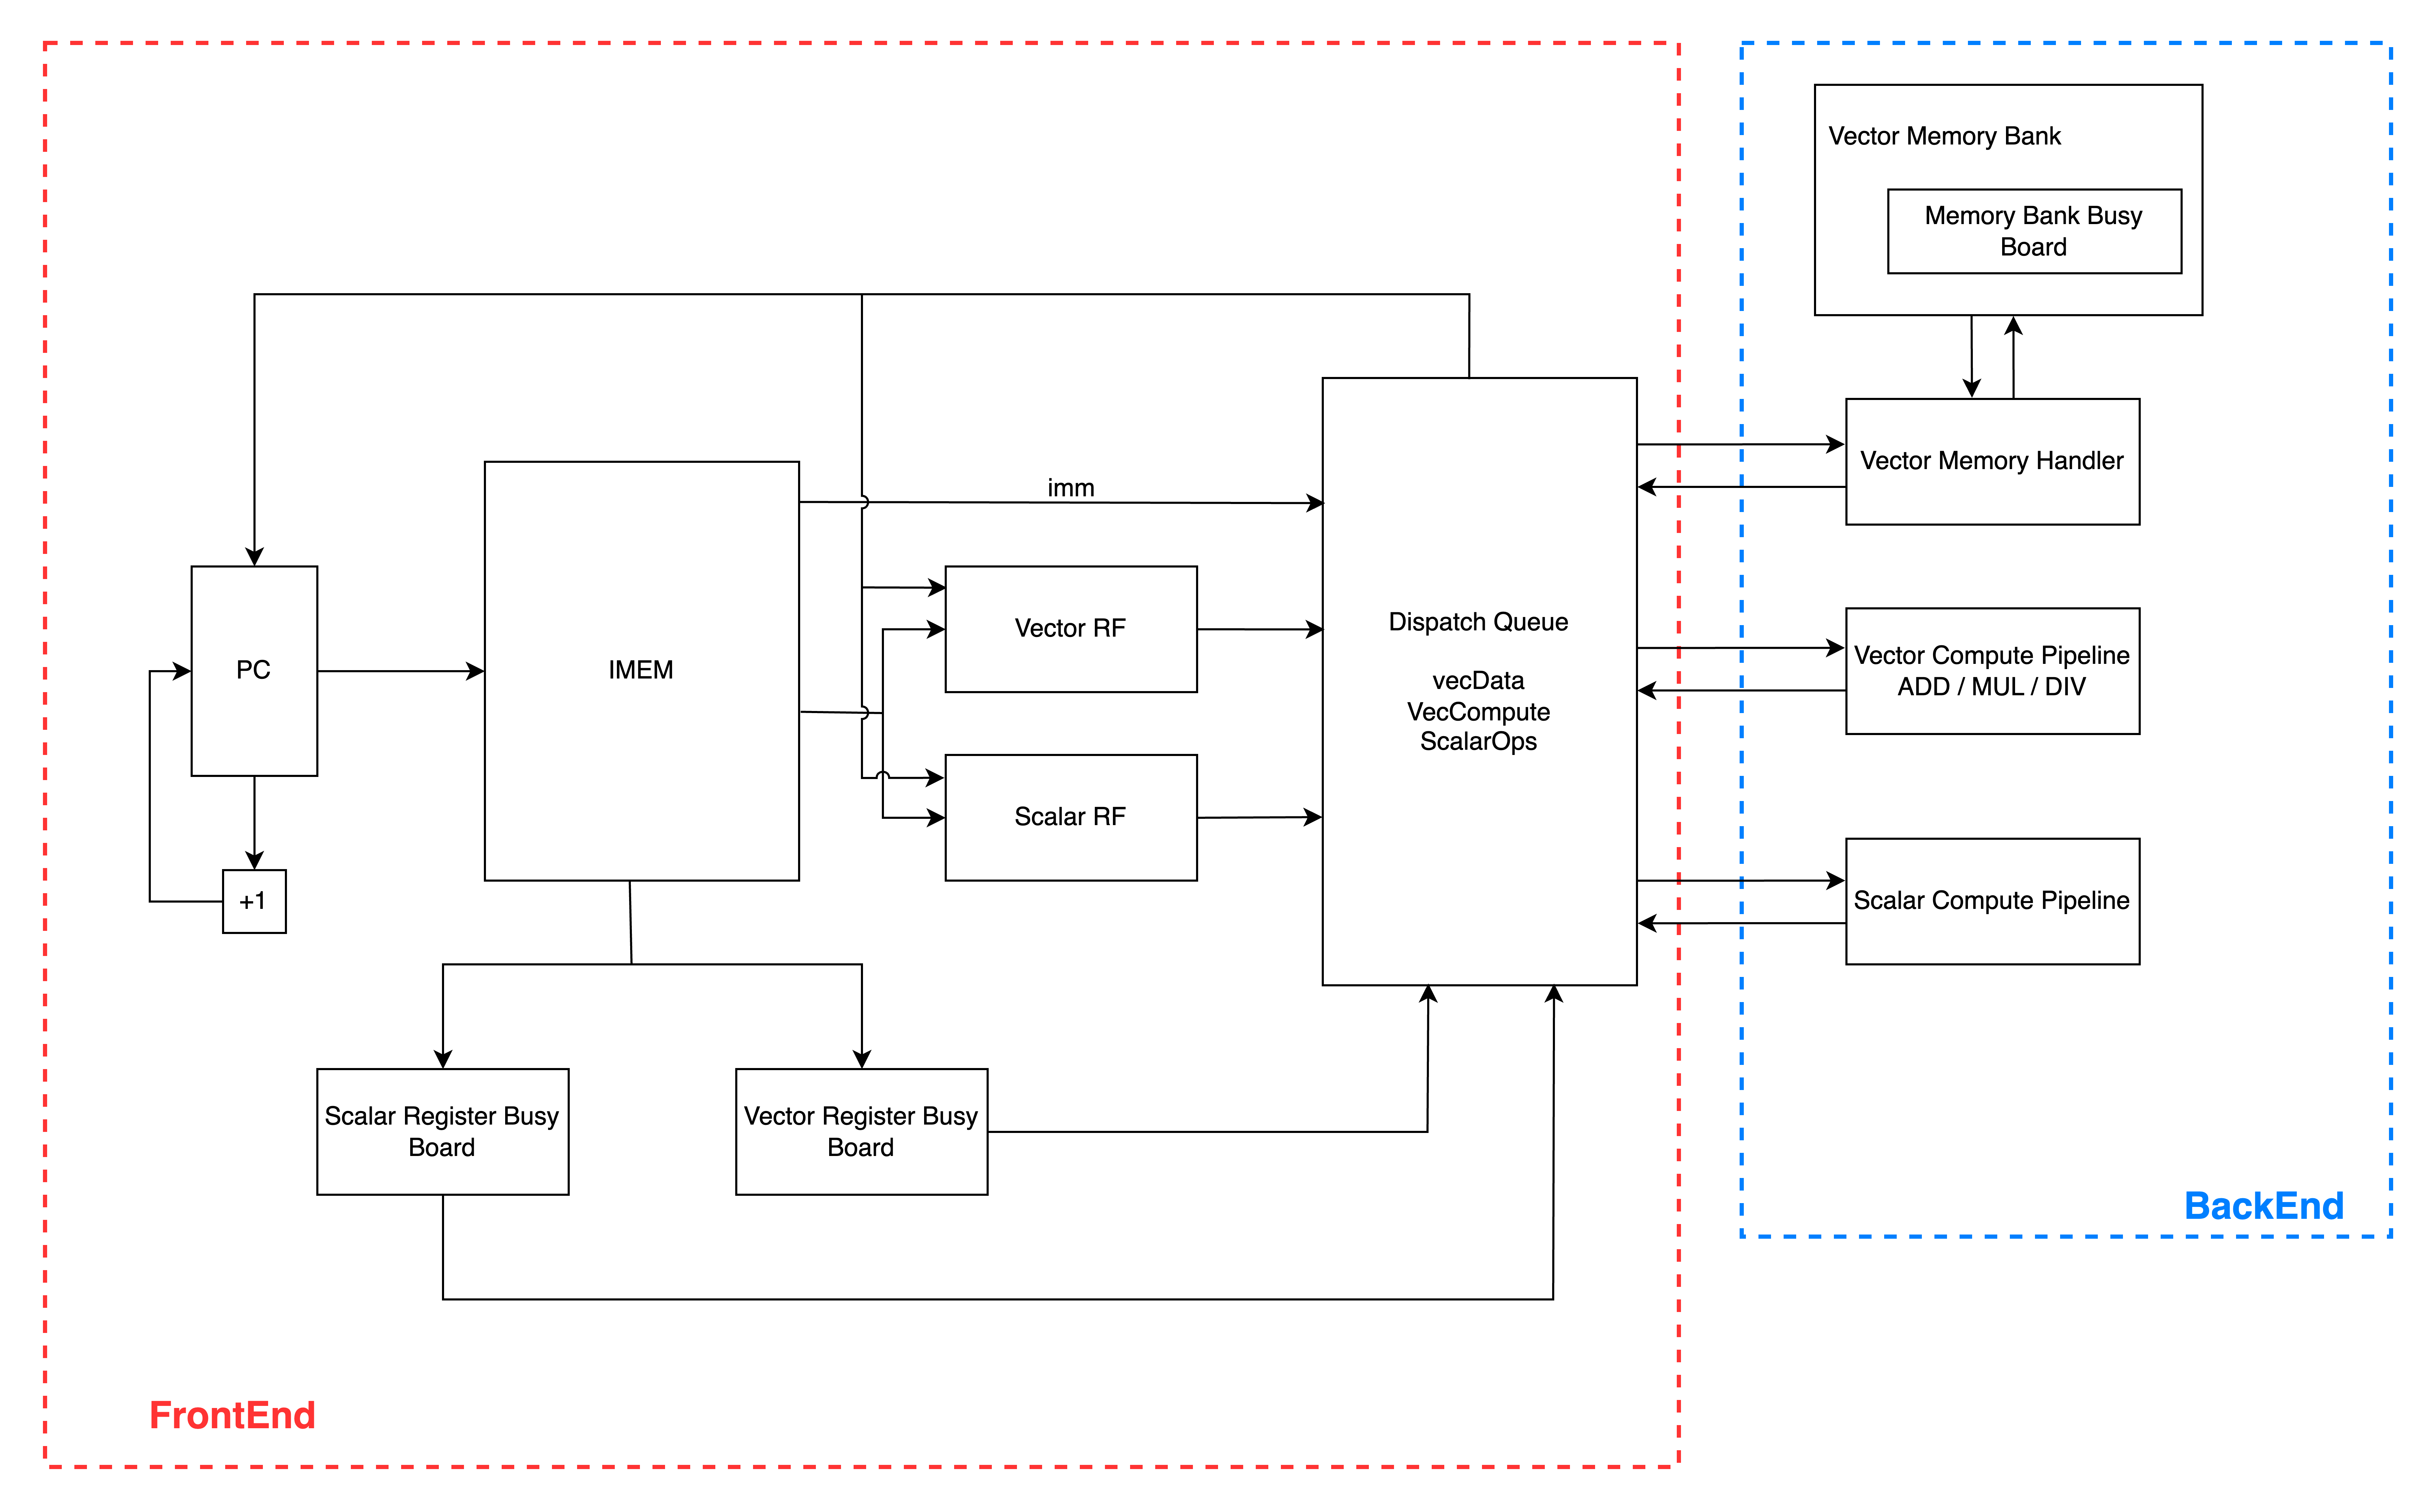 Vector Memory Bank
Memory Bank Busy
Board
imm
Vector Memory Handler
Vector RF
Dispatch Queue
vecData
VecCompute
ScalarOps
Vector Compute Pipeline
ADD / MUL / DIV
PC
IMEM
Scalar RF
+1
Scalar Compute Pipeline
Scalar Register Busy
Board
Vector Register Busy
Board
BackEnd
FrontEnd